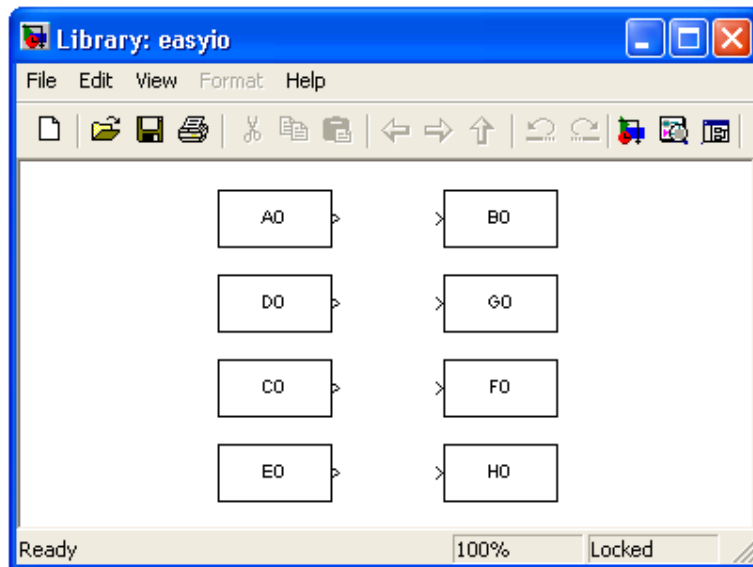 Library: easyio
File Edit View Format Help
A0 B0
D0 G0
C0 F0
E0 H0
Ready 100% Locked